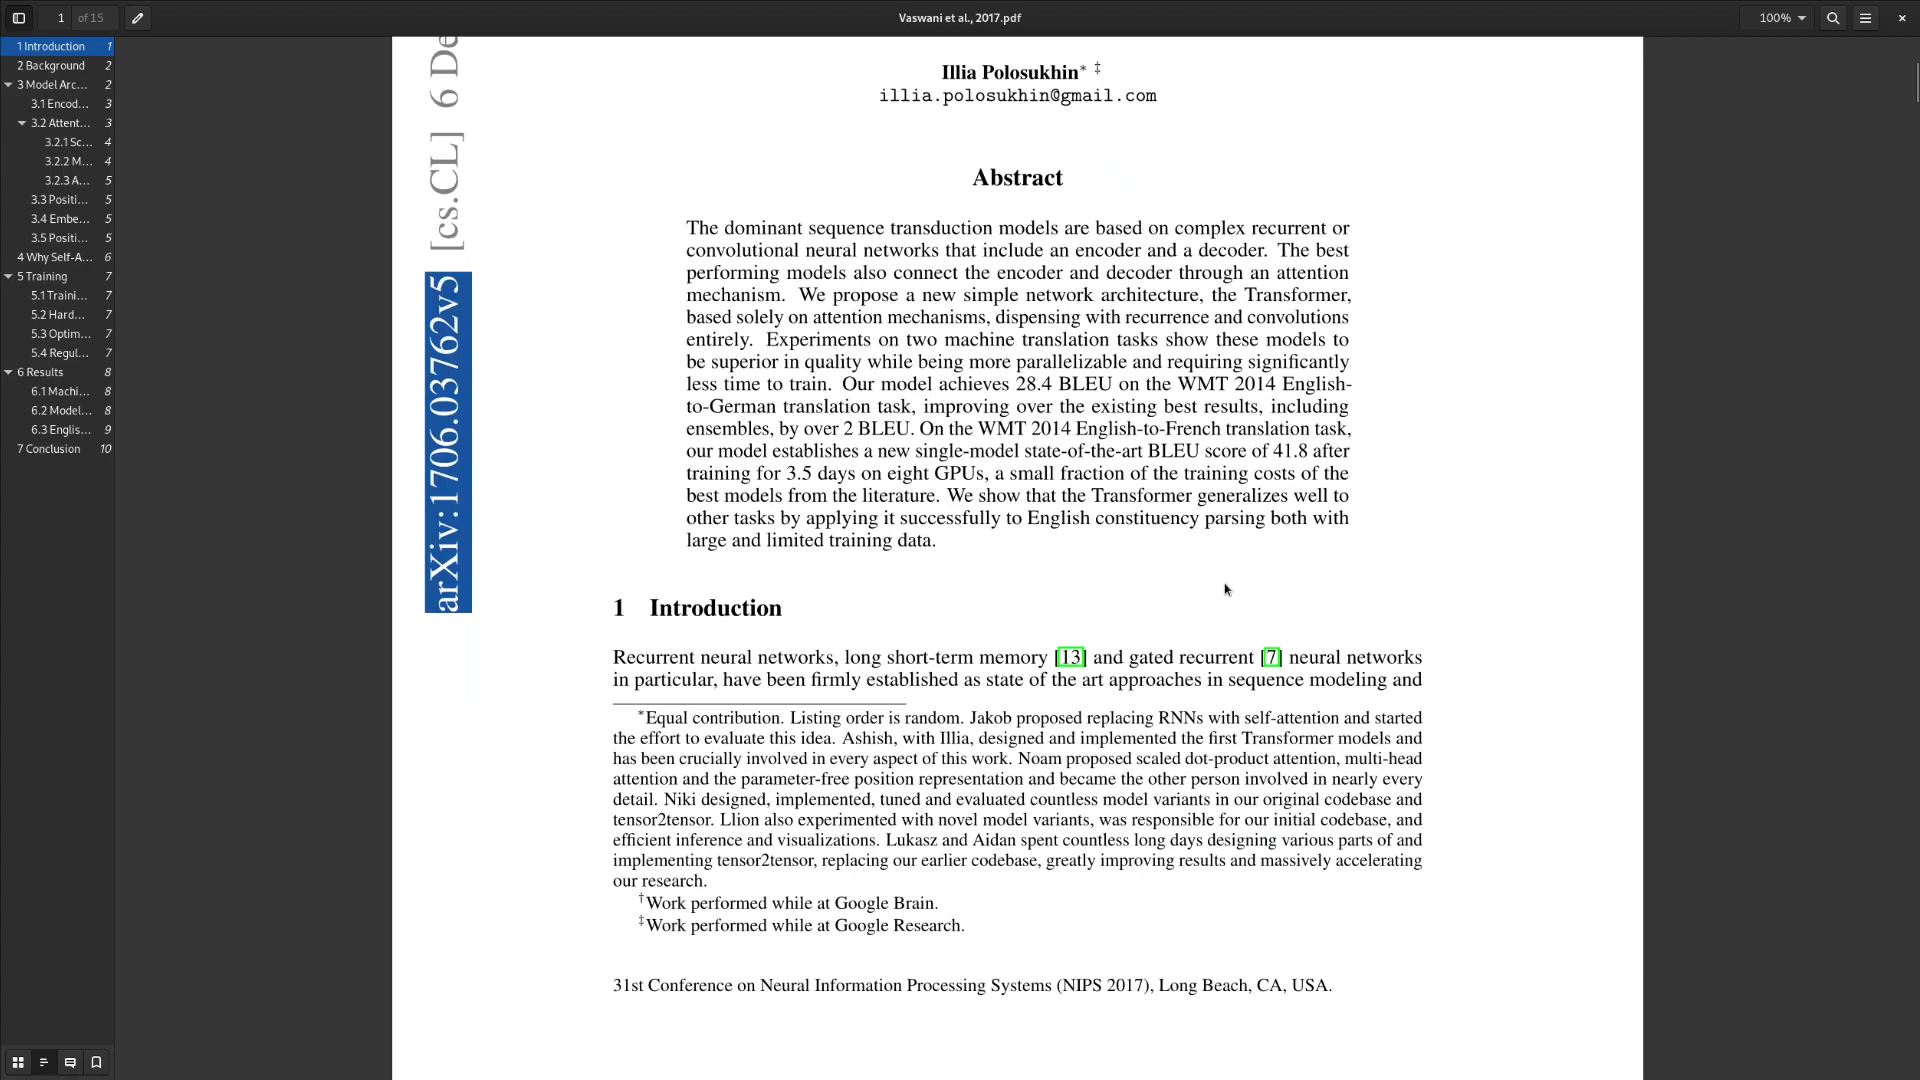 1 of 15
Vaswani et al., 2017.pdf
100%
1 Introduction 1
2 Background 2
3 Model Arc... 2
3.1 Encod... 3
3.2 Attent... 3
3.2.1 Sc... 4
3.2.2 M... 4
3.2.3 A... 5
3.3 Positi... 5
3.4 Embe... 5
3.5 Positi... 5
4 Why Self-A... 6
5 Training 7
5.1 Traini... 7
5.2 Hard... 7
5.3 Optim... 7
5.4 Regul... 7
6 Results 8
6.1 Machi... 8
6.2 Model... 8
6.3 Englis... 9
7 Conclusion 10
arXiv:1706.03762v5 [cs.CL] 6 De
Illia Polosukhin* ‡
illia.polosukhin@gmail.com
Abstract
The dominant sequence transduction models are based on complex recurrent or
convolutional neural networks that include an encoder and a decoder. The best
performing models also connect the encoder and decoder through an attention
mechanism. We propose a new simple network architecture, the Transformer,
based solely on attention mechanisms, dispensing with recurrence and convolutions
entirely. Experiments on two machine translation tasks show these models to
be superior in quality while being more parallelizable and requiring significantly
less time to train. Our model achieves 28.4 BLEU on the WMT 2014 English-
to-German translation task, improving over the existing best results, including
ensembles, by over 2 BLEU. On the WMT 2014 English-to-French translation task,
our model establishes a new single-model state-of-the-art BLEU score of 41.8 after
training for 3.5 days on eight GPUs, a small fraction of the training costs of the
best models from the literature. We show that the Transformer generalizes well to
other tasks by applying it successfully to English constituency parsing both with
large and limited training data.
1 Introduction
Recurrent neural networks, long short-term memory [13] and gated recurrent [7] neural networks
in particular, have been firmly established as state of the art approaches in sequence modeling and
*Equal contribution. Listing order is random. Jakob proposed replacing RNNs with self-attention and started
the effort to evaluate this idea. Ashish, with Illia, designed and implemented the first Transformer models and
has been crucially involved in every aspect of this work. Noam proposed scaled dot-product attention, multi-head
attention and the parameter-free position representation and became the other person involved in nearly every
detail. Niki designed, implemented, tuned and evaluated countless model variants in our original codebase and
tensor2tensor. Llion also experimented with novel model variants, was responsible for our initial codebase, and
efficient inference and visualizations. Lukasz and Aidan spent countless long days designing various parts of and
implementing tensor2tensor, replacing our earlier codebase, greatly improving results and massively accelerating
our research.
†Work performed while at Google Brain.
‡Work performed while at Google Research.
31st Conference on Neural Information Processing Systems (NIPS 2017), Long Beach, CA, USA.